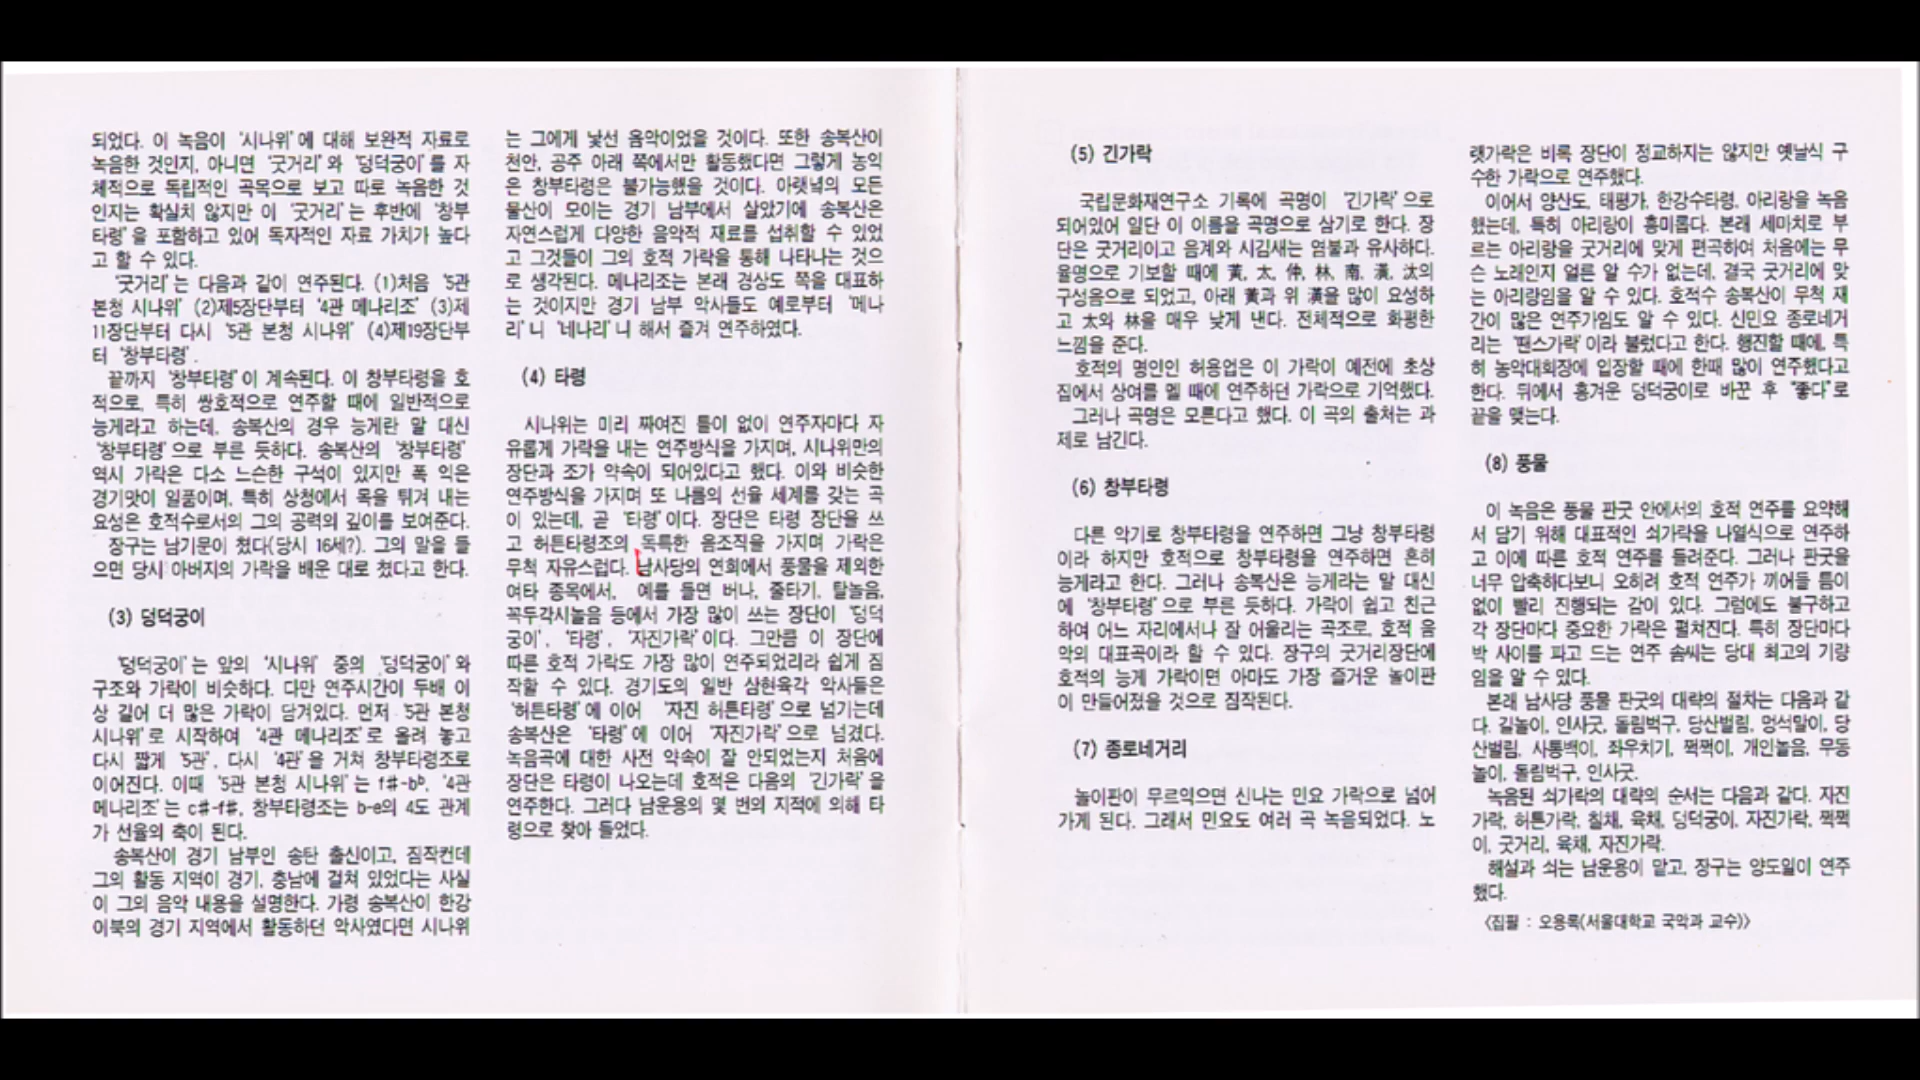 되었다. 이 녹음이 '시나위'에 대해 보완적 자료로
녹음한 것인지, 아니면 '굿거리'와 '덩덕궁이'를 자
체적으로 독립적인 곡목으로 보고 따로 녹음한 것
인지는 확실치 않지만 이 '굿거리'는 후반에 '창부
타령'을 포함하고 있어 독자적인 자료 가치가 높다
고 할 수 있다.
'굿거리'는 다음과 같이 연주된다. (1)처음 '5관
본청 시나위' (2)제5장단부터 '4관 메나리조' (3)제
11장단부터 다시 '5관 본청 시나위' (4)제19장단부
터 '창부타령'.
끝까지 '창부타령'이 계속된다. 이 창부타령을 호
적으로, 특히 쌍호적으로 연주할 때에 일반적으로
능게라고 하는데, 송복산의 경우 능게란 말 대신
'창부타령'으로 부른 듯하다. 송복산의 '창부타령'
역시 가락은 다소 느슨한 구석이 있지만 폭 익은
경기맛이 일품이며, 특히 상청에서 목을 튀겨 내는
요성은 호적수로서의 그의 공력의 깊이를 보여준다.
장구는 남기문이 쳤다(당시 16세?). 그의 말을 들
으면 당시 아버지의 가락을 배운 대로 쳤다고 한다.
(3) 덩덕궁이
'덩덕궁이'는 앞의 '시나위' 중의 '덩덕궁이'와
구조와 가락이 비슷하다. 다만 연주시간이 두배 이
상 길어 더 많은 가락이 담겨있다. 먼저 '5관 본청
시나위'로 시작하여 '4관 메나리조'로 올려 놓고
다시 짧게 '5관', 다시 '4관'을 거쳐 창부타령조로
이어진다. 이때 '5관 본청 시나위'는 f#-b♭, '4관
메나리조'는 c#-f#, 창부타령조는 b-e의 4도 관계
가 선율의 축이 된다.
송복산이 경기 남부인 송탄 출신이고, 짐작컨데
그의 활동 지역이 경기, 충남에 걸쳐 있었다는 사실
이 그의 음악 내용을 설명한다. 가령 송복산이 한강
이북의 경기 지역에서 활동하던 악사였다면 시나위
는 그에게 낯선 음악이었을 것이다. 또한 송복산이
천안, 공주 아래 쪽에서만 활동했다면 그렇게 농익
은 창부타령은 불가능했을 것이다. 아랫녘의 모든
물산이 모이는 경기 남부에서 살았기에 송복산은
자연스럽게 다양한 음악적 재료를 섭취할 수 있었
고 그것들이 그의 호적 가락을 통해 나타나는 것으
로 생각된다. 메나리조는 본래 경상도 쪽을 대표하
는 것이지만 경기 남부 악사들도 예로부터 '메나
리'니 '네나리'니 해서 즐겨 연주하였다.
(4) 타령
시나위는 미리 짜여진 틀이 없이 연주자마다 자
유롭게 가락을 내는 연주방식을 가지며, 시나위만의
장단과 조가 약속이 되어있다고 했다. 이와 비슷한
연주방식을 가지며 또 나름의 선율 세계를 갖는 곡
이 있는데, 곧 '타령'이다. 장단은 타령 장단을 쓰
고 허튼타령조의 독특한 음조직을 가지며 가락은
무척 자유스럽다. 남사당의 연희에서 풍물을 제외한
여타 종목에서, 예를 들면 버나, 줄타기, 탈놀음,
꼭두각시놀음 등에서 가장 많이 쓰는 장단이 '덩덕
궁이', '타령', '자진가락'이다. 그만큼 이 장단에
따른 호적 가락도 가장 많이 연주되었리라 쉽게 짐
작할 수 있다. 경기도의 일반 삼현육각 악사들은
'허튼타령'에 이어 '자진 허튼타령'으로 넘기는데
송복산은 '타령'에 이어 '자진가락'으로 넘겼다.
녹음곡에 대한 사전 약속이 잘 안되었는지 처음에
장단은 타령이 나오는데 호적은 다음의 '긴가락'을
연주한다. 그러다 남운용의 몇 번의 지적에 의해 타
령으로 찾아 들었다.
(5) 긴가락
국립문화재연구소 기록에 곡명이 '긴가락'으로
되어있어 일단 이 이름을 곡명으로 삼기로 한다. 장
단은 굿거리이고 음계와 시김새는 염불과 유사하다.
율명으로 기보할 때에 黃, 太, 仲, 林, 南, 潢, 汰의
구성음으로 되었고, 아래 黃과 위 潢을 많이 요성하
고 太와 林을 매우 낮게 낸다. 전체적으로 화평한
느낌을 준다.
호적의 명인인 허용업은 이 가락이 예전에 초상
집에서 상여를 멜 때에 연주하던 가락으로 기억했다.
그러나 곡명은 모른다고 했다. 이 곡의 출처는 과
제로 남긴다.
(6) 창부타령
다른 악기로 창부타령을 연주하면 그냥 창부타령
이라 하지만 호적으로 창부타령을 연주하면 흔히
능게라고 한다. 그러나 송복산은 능게라는 말 대신
에 '창부타령'으로 부른 듯하다. 가락이 쉽고 친근
하여 어느 자리에서나 잘 어울리는 곡조로, 호적 음
악의 대표곡이라 할 수 있다. 장구의 굿거리장단에
호적의 능게 가락이면 아마도 가장 즐거운 놀이판
이 만들어졌을 것으로 짐작된다.
(7) 종로네거리
놀이판이 무르익으면 신나는 민요 가락으로 넘어
가게 된다. 그래서 민요도 여러 곡 녹음되었다. 노
랫가락은 비록 장단이 정교하지는 않지만 옛날식 구
수한 가락으로 연주했다.
이어서 양산도, 태평가, 한강수타령, 아리랑을 녹음
했는데, 특히 아리랑이 흥미롭다. 본래 세마치로 부
르는 아리랑을 굿거리에 맞게 편곡하여 처음에는 무
슨 노래인지 얼른 알 수가 없는데, 결국 굿거리에 맞
는 아리랑임을 알 수 있다. 호적수 송복산이 무척 재
간이 많은 연주가임도 알 수 있다. 신민요 종로네거
리는 '땐스가락'이라 불렀다고 한다. 행진할 때에, 특
히 농악대회장에 입장할 때에 한때 많이 연주했다고
한다. 뒤에서 흥겨운 덩덕궁이로 바꾼 후 "좋다"로
끝을 맺는다.
(8) 풍물
이 녹음은 풍물 판굿 안에서의 호적 연주를 요약해
서 담기 위해 대표적인 쇠가락을 나열식으로 연주하
고 이에 따른 호적 연주를 들려준다. 그러나 판굿을
너무 압축하다보니 오히려 호적 연주가 끼어들 틈이
없이 빨리 진행되는 감이 있다. 그럼에도 불구하고
각 장단마다 중요한 가락은 펼쳐진다. 특히 장단마다
박 사이를 파고 드는 연주 솜씨는 당대 최고의 기량
임을 알 수 있다.
본래 남사당 풍물 판굿의 대략의 절차는 다음과 같
다. 길놀이, 인사굿, 돌림벅구, 당산벌림, 멍석말이, 당
산벌림, 사통백이, 좌우치기, 쩍쩍이, 개인놀음, 무동
놀이, 돌림벅구, 인사굿.
녹음된 쇠가락의 대략의 순서는 다음과 같다. 자진
가락, 허튼가락, 칠채, 육채, 덩덕궁이, 자진가락, 쩍쩍
이, 굿거리, 육채, 자진가락.
해설과 쇠는 남운용이 맡고, 장구는 양도일이 연주
했다.
<집필 : 오용록(서울대학교 국악과 교수)>